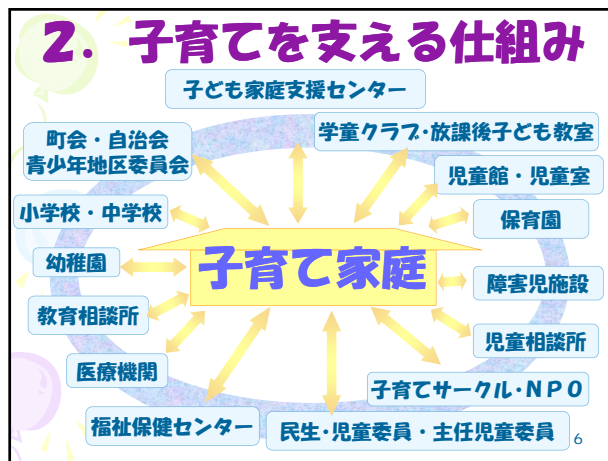 2. 子育てを支える仕組み
子ども家庭支援センター
町会・自治会
青少年地区委員会
学童クラブ・放課後子ども教室
児童館・児童室
小学校・中学校
保育園
幼稚園
子育て家庭
障害児施設
教育相談所
児童相談所
医療機関
子育てサークル・NPO
福祉保健センター
民生・児童委員・主任児童委員
6